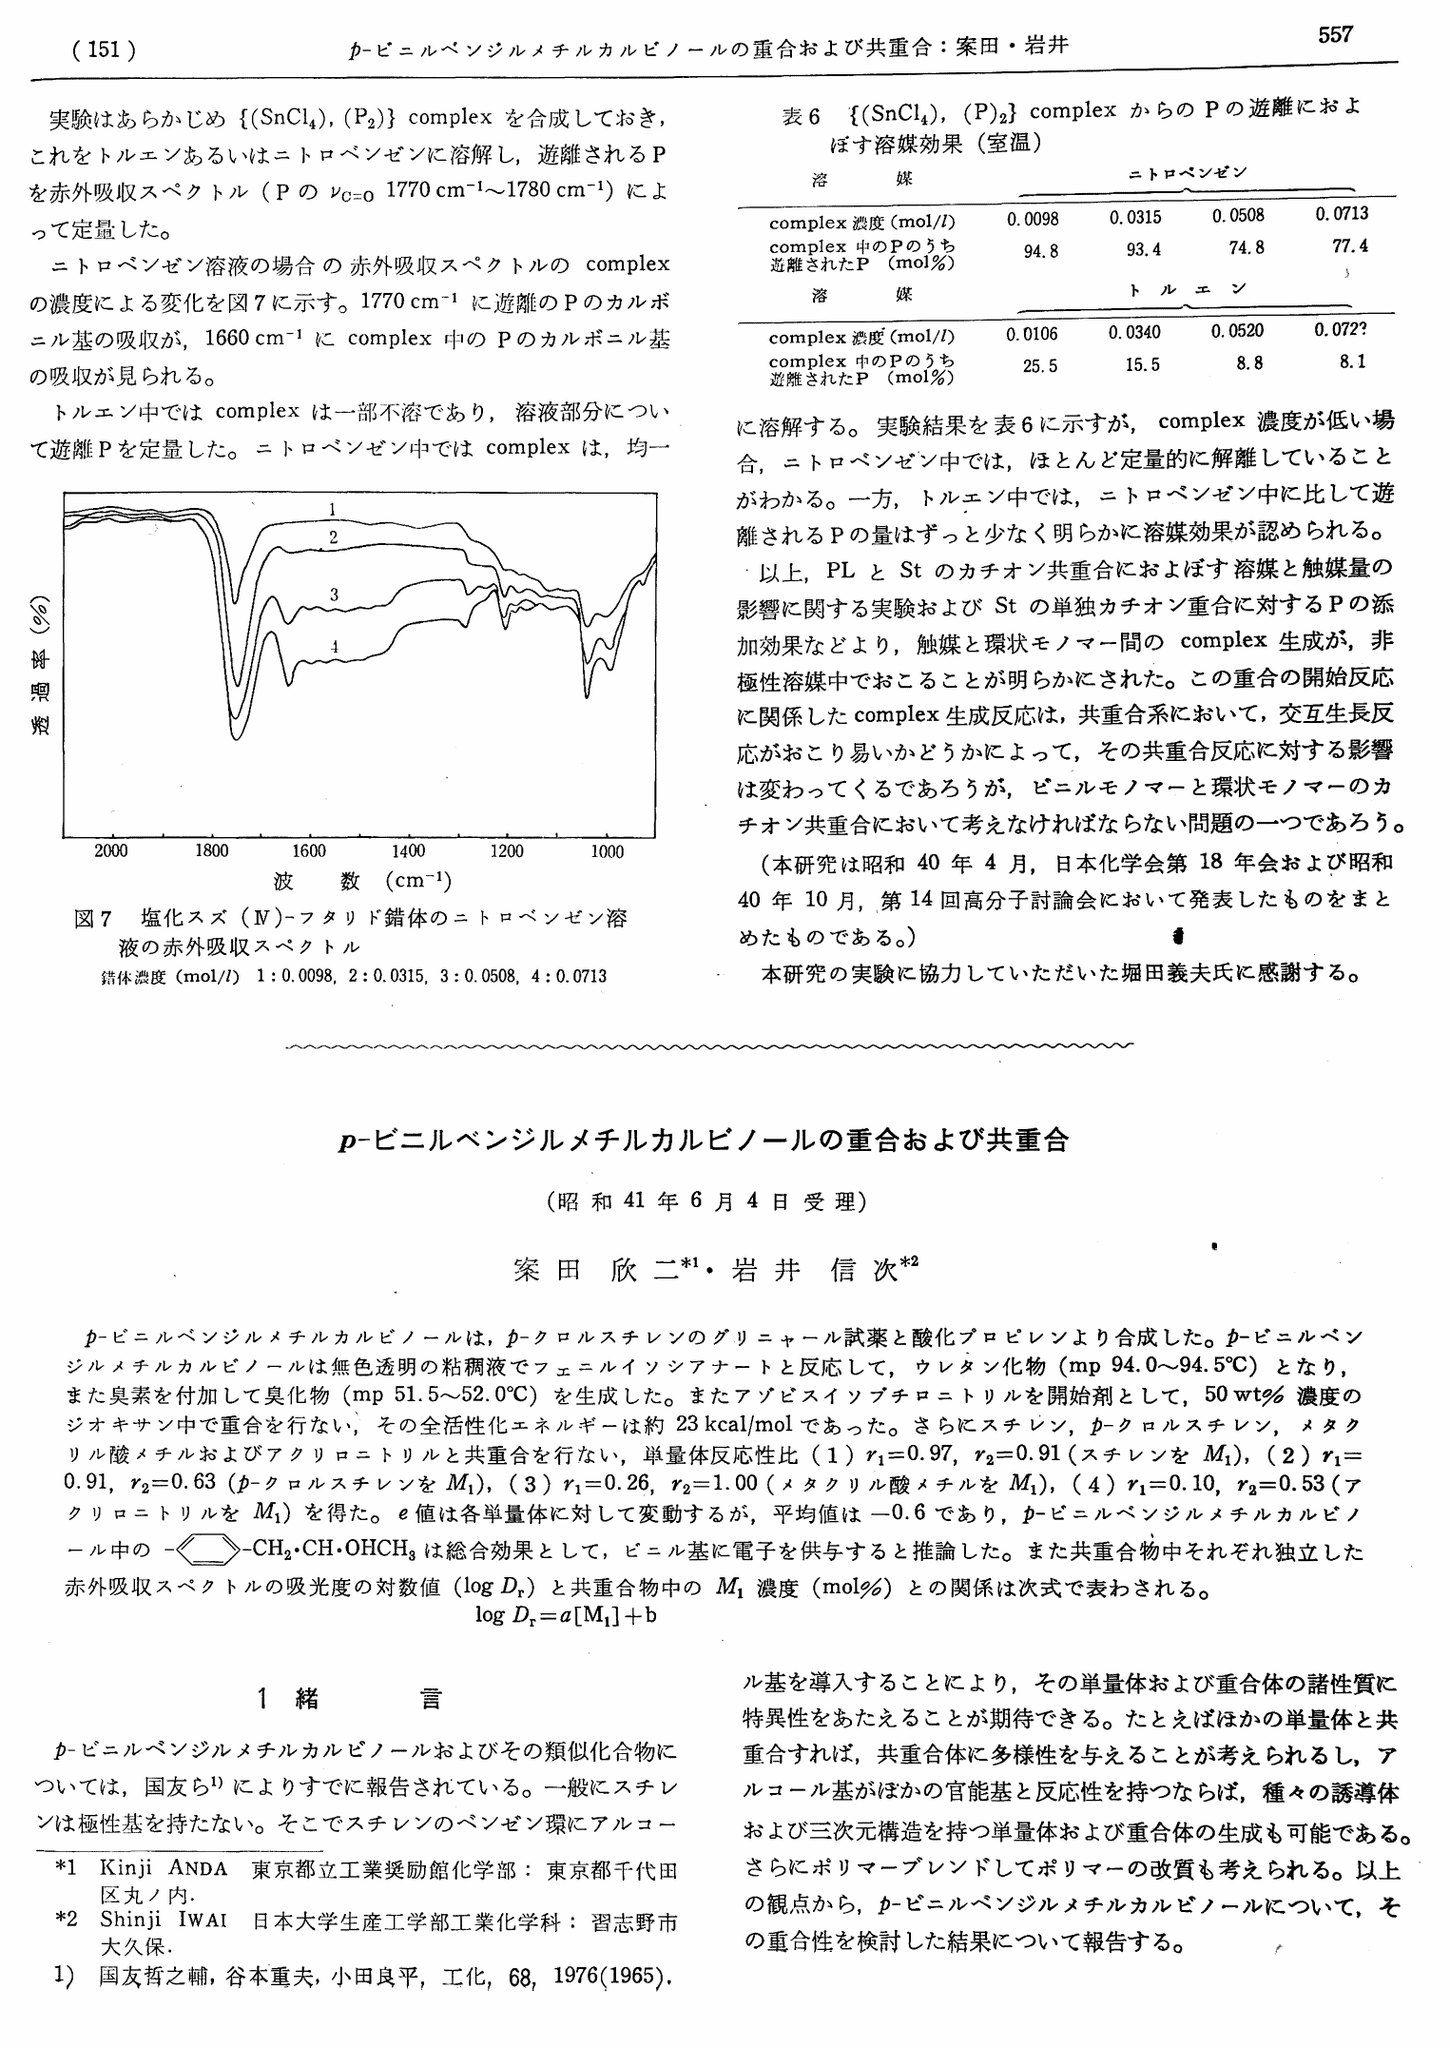 (151)
p-ビニルベンジルメチルカルビノールの重合および共重合：案田・岩井
557
実験はあらかじめ {(SnCl₄), (P₂)} complex を合成しておき，
これをトルエンあるいはニトロベンゼンに溶解し，遊離されるP
を赤外吸収スペクトル（P の ν_C=O 1770 cm⁻¹～1780 cm⁻¹）によ
って定量した。
ニトロベンゼン溶液の場合の赤外吸収スペクトルの complex
の濃度による変化を図7に示す。1770 cm⁻¹ に遊離のPのカルボ
ニル基の吸収が，1660 cm⁻¹ に complex 中の Pのカルボニル基
の吸収が見られる。
トルエン中では complex は一部不溶であり，溶液部分につい
て遊離Pを定量した。ニトロベンゼン中では complex は，均一
1
2
3
4
透過率 (%)
2000 1800 1600 1400 1200 1000
波 数 (cm⁻¹)
図7 塩化スズ(Ⅳ)-フタリド錯体のニトロベンゼン溶
液の赤外吸収スペクトル
錯体濃度 (mol/l) 1：0.0098, 2：0.0315, 3：0.0508, 4：0.0713
表6 {(SnCl₄), (P)₂} complex からの P の遊離におよ
ぼす溶媒効果（室温）
溶 媒 ニトロベンゼン
complex 濃度 (mol/l) 0.0098 0.0315 0.0508 0.0713
complex 中のPのうち
遊離されたP (mol%) 94.8 93.4 74.8 77.4
溶 媒 トルエン
complex 濃度 (mol/l) 0.0106 0.0340 0.0520 0.072?
complex 中のPのうち
遊離されたP (mol%) 25.5 15.5 8.8 8.1
に溶解する。実験結果を表6に示すが，complex 濃度が低い場
合，ニトロベンゼン中では，ほとんど定量的に解離していること
がわかる。一方，トルエン中では，ニトロベンゼン中に比して遊
離されるPの量はずっと少なく明らかに溶媒効果が認められる。
以上，PL と St のカチオン共重合におよぼす溶媒と触媒量の
影響に関する実験および St の単独カチオン重合に対するPの添
加効果などより，触媒と環状モノマー間の complex 生成が，非
極性溶媒中でおこることが明らかにされた。この重合の開始反応
に関係した complex 生成反応は，共重合系において，交互生長反
応がおこり易いかどうかによって，その共重合反応に対する影響
は変わってくるであろうが，ビニルモノマーと環状モノマーのカ
チオン共重合において考えなければならない問題の一つであろう。
（本研究は昭和 40 年 4 月，日本化学会第 18 年会および昭和
40 年 10 月，第14回高分子討論会において発表したものをまと
めたものである。）
本研究の実験に協力していただいた堀田義夫氏に感謝する。
p-ビニルベンジルメチルカルビノールの重合および共重合
（昭和 41 年 6 月 4 日 受理）
案田 欣二*1・岩井 信次*2
p-ビニルベンジルメチルカルビノールは，p-クロルスチレンのグリニャール試薬と酸化プロピレンより合成した。p-ビニルベン
ジルメチルカルビノールは無色透明の粘稠液でフェニルイソシアナートと反応して，ウレタン化物 (mp 94.0～94.5℃) となり，
また臭素を付加して臭化物 (mp 51.5～52.0℃) を生成した。またアゾビスイソブチロニトリルを開始剤として，50 wt% 濃度の
ジオキサン中で重合を行ない，その全活性化エネルギーは約 23 kcal/mol であった。さらにスチレン，p-クロルスチレン，メタク
リル酸メチルおよびアクリロニトリルと共重合を行ない，単量体反応性比（1）r₁=0.97, r₂=0.91（スチレンを M₁），（2）r₁=
0.91, r₂=0.63（p-クロルスチレンを M₁），（3）r₁=0.26, r₂=1.00（メタクリル酸メチルを M₁），（4）r₁=0.10, r₂=0.53（ア
クリロニトリルを M₁）を得た。e 値は各単量体に対して変動するが，平均値は −0.6 であり，p-ビニルベンジルメチルカルビノ
ール中の -CH₂・CH・OHCH₃ は総合効果として，ビニル基に電子を供与すると推論した。また共重合物中それぞれ独立した
赤外吸収スペクトルの吸光度の対数値 (log Dr) と共重合物中の M₁ 濃度 (mol%) との関係は次式で表わされる。
log Dr=a[M₁]+b
1 緒 言
p-ビニルベンジルメチルカルビノールおよびその類似化合物に
ついては，国友ら¹⁾ によりすでに報告されている。一般にスチレ
ンは極性基を持たない。そこでスチレンのベンゼン環にアルコー
*1 Kinji ANDA 東京都立工業奨励館化学部：東京都千代田
区丸ノ内.
*2 Shinji IWAI 日本大学生産工学部工業化学科：習志野市
大久保.
1) 国友哲之輔，谷本重夫，小田良平，工化，68, 1976(1965).
ル基を導入することにより，その単量体および重合体の諸性質に
特異性をあたえることが期待できる。たとえばほかの単量体と共
重合すれば，共重合体に多様性を与えることが考えられるし，ア
ルコール基がほかの官能基と反応性を持つならば，種々の誘導体
および三次元構造を持つ単量体および重合体の生成も可能である。
さらにポリマーブレンドしてポリマーの改質も考えられる。以上
の観点から，p-ビニルベンジルメチルカルビノールについて，そ
の重合性を検討した結果について報告する。